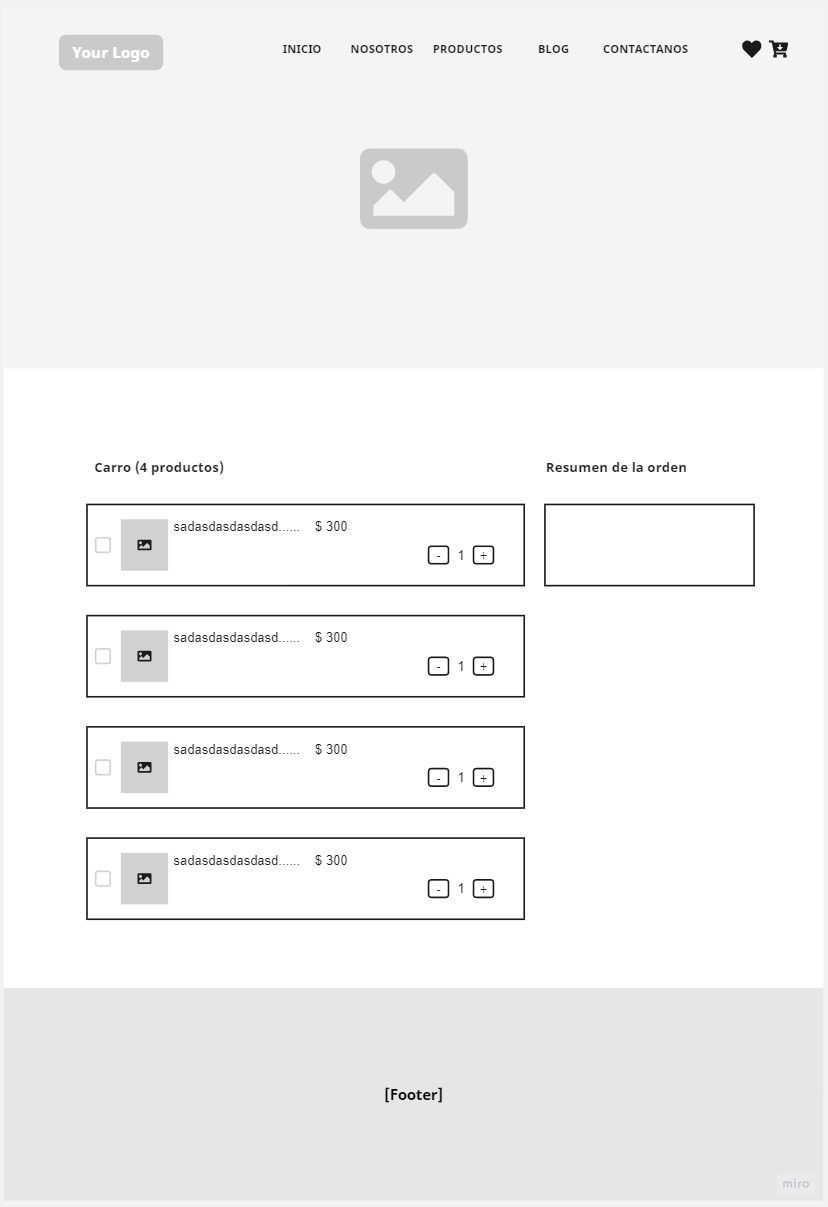 Your Logo
INICIO NOSOTROS PRODUCTOS BLOG CONTACTANOS
Carro (4 productos)
Resumen de la orden
sadasdasdasdasd...... $ 300
- 1 +
sadasdasdasdasd...... $ 300
- 1 +
sadasdasdasdasd...... $ 300
- 1 +
sadasdasdasdasd...... $ 300
- 1 +
[Footer]
miro